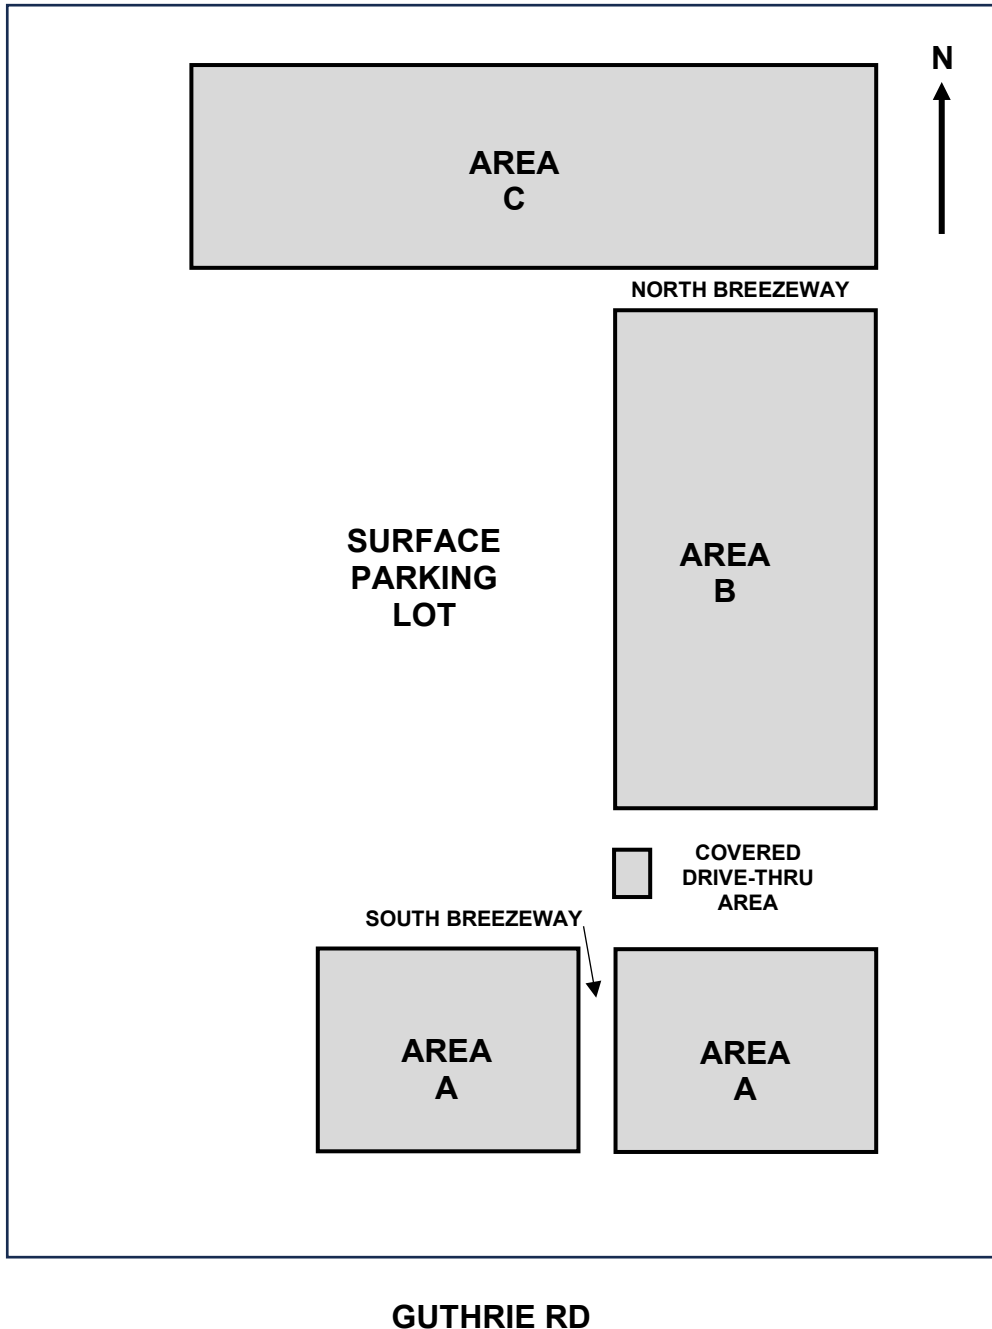 N
AREA
C
NORTH BREEZEWAY
SURFACE
PARKING
LOT
AREA
B
COVERED
DRIVE-THRU
AREA
SOUTH BREEZEWAY
AREA
A
AREA
A
GUTHRIE RD